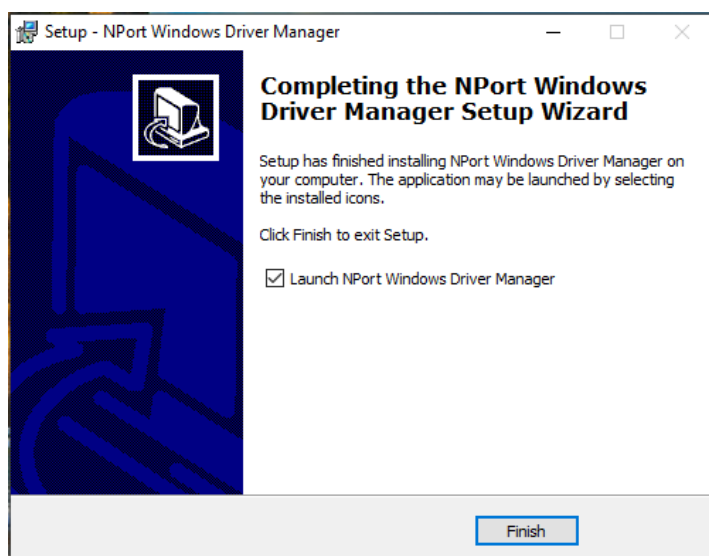 Setup - NPort Windows Driver Manager
Completing the NPort Windows
Driver Manager Setup Wizard
Setup has finished installing NPort Windows Driver Manager on
your computer. The application may be launched by selecting
the installed icons.
Click Finish to exit Setup.
Launch NPort Windows Driver Manager
Finish